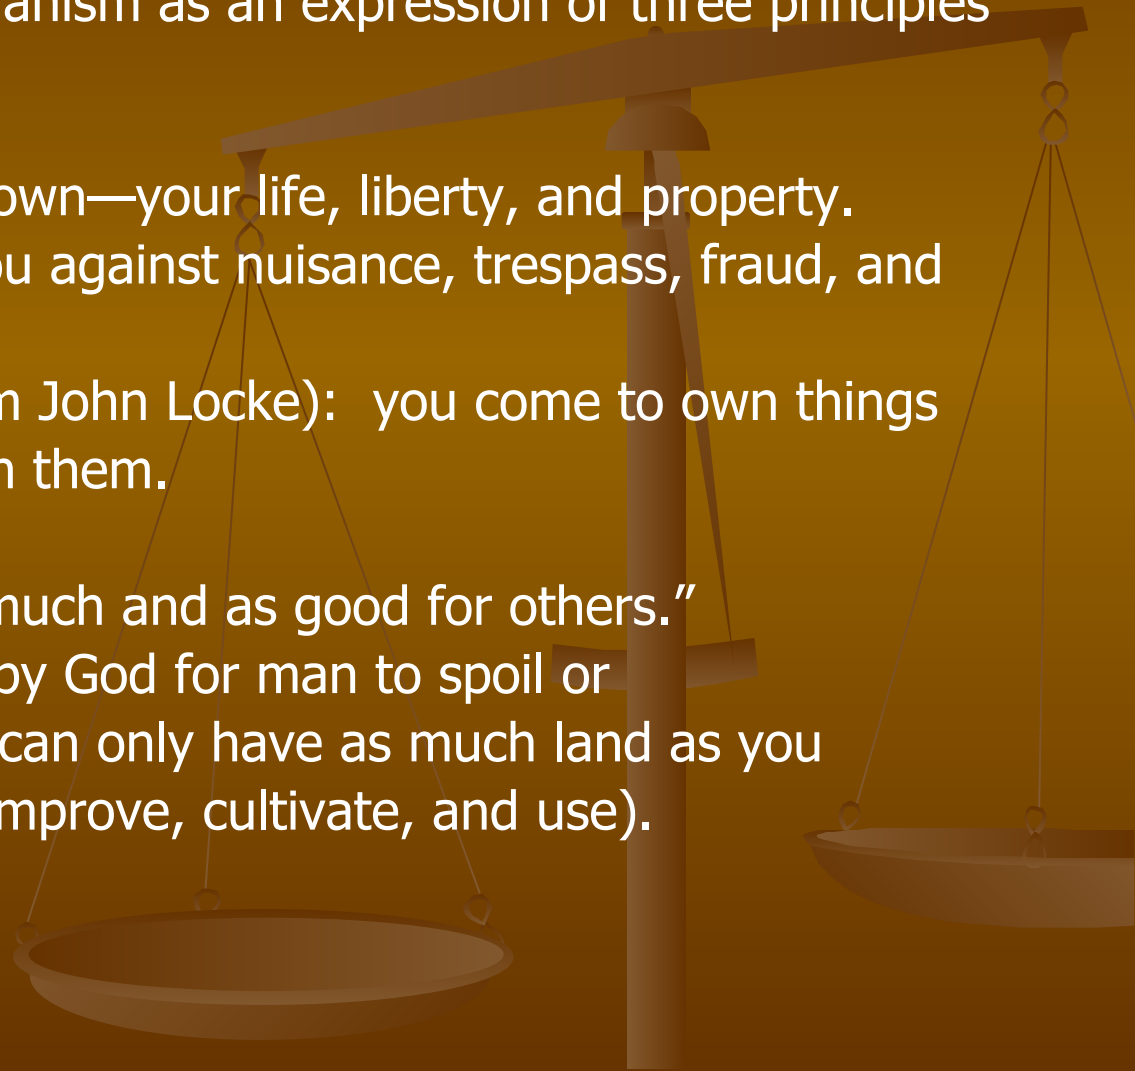 anism as an expression of three principles
own—your life, liberty, and property.
ou against nuisance, trespass, fraud, and
m John Locke):  you come to own things
n them.
much and as good for others.”
by God for man to spoil or
can only have as much land as you
improve, cultivate, and use).